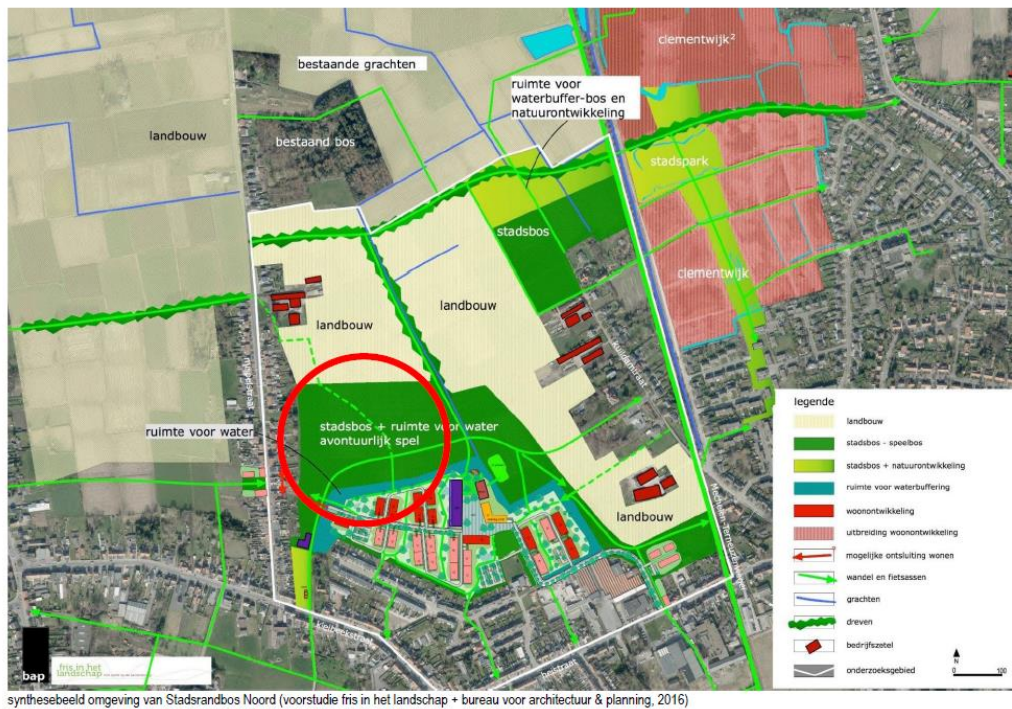 clementwijk²
bestaande grachten
ruimte voor
waterbuffer-bos en
natuurontwikkeling
landbouw
bestaand bos
stadspark
stadsbos
clementwijk
landbouw
landbouw
stadsbos + ruimte voor water
avontuurlijk spel
ruimte voor water
landbouw
kielbeekstraat
legende
landbouw
stadsbos - speelbos
stadsbos + natuurontwikkeling
ruimte voor waterbuffering
woonontwikkeling
uitbreiding woonontwikkeling
mogelijke ontsluiting wonen
wandel en fietsassen
grachten
dreven
bedrijfszetel
onderzoeksgebied
N
0
100
bap
fris in het
landschap
synthesebeeld omgeving van Stadsrandbos Noord (voorstudie fris in het landschap + bureau voor architectuur & planning, 2016)